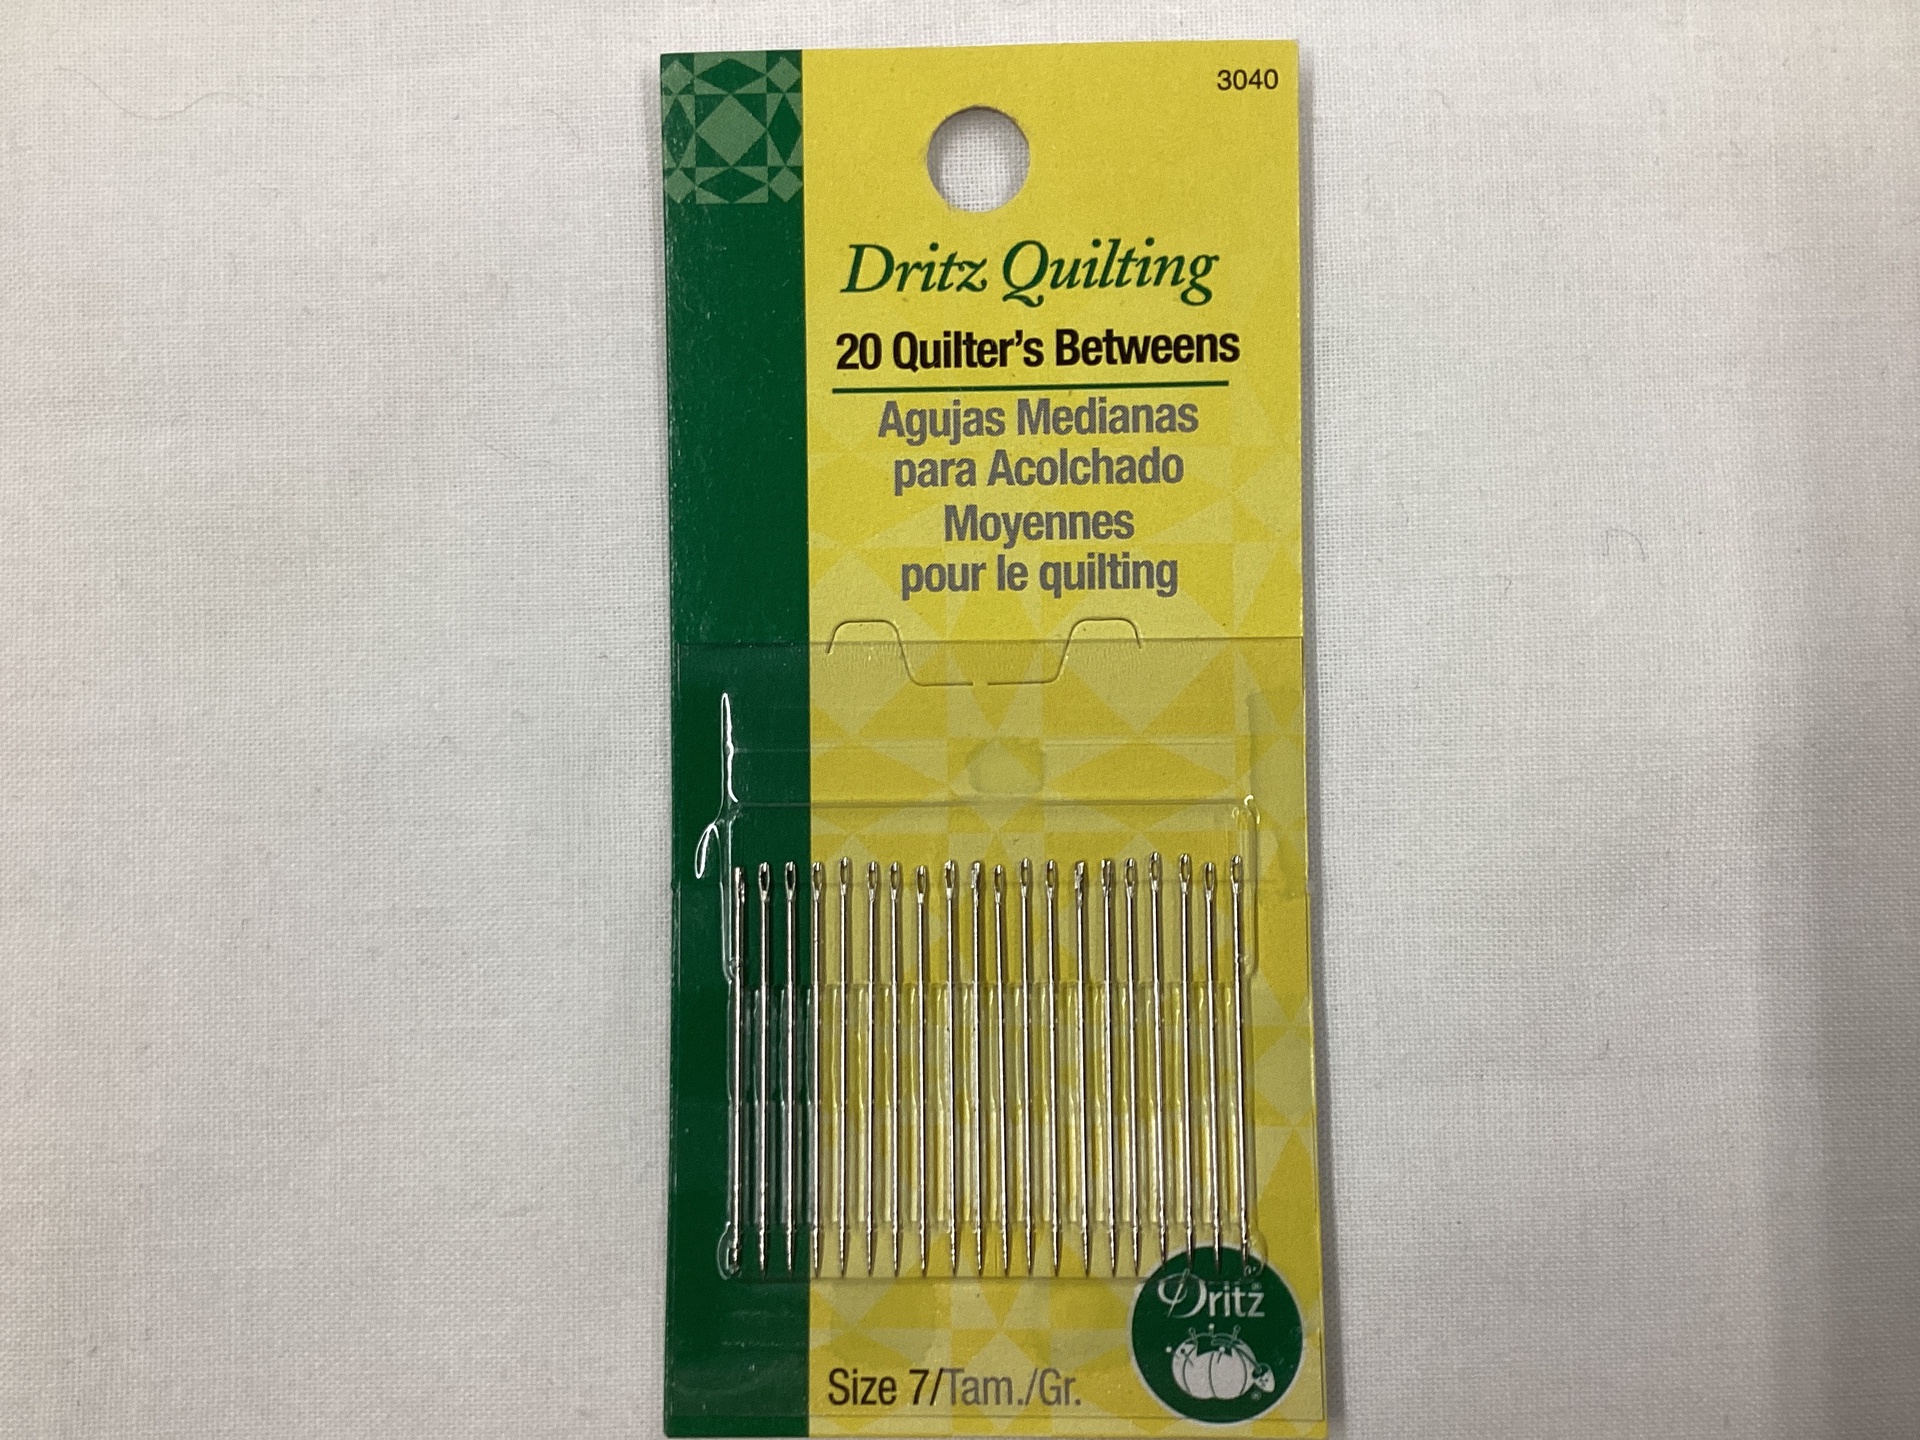 3040
Dritz Quilting
20 Quilter's Betweens
Agujas Medianas
para Acolchado
Moyennes
pour le quilting
Dritz®
Size 7/Tam./Gr.